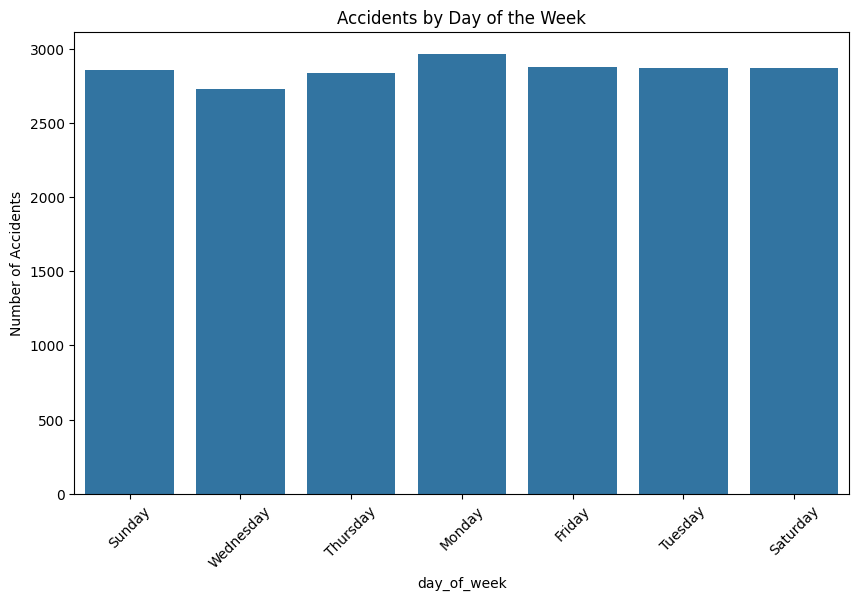 Accidents by Day of the Week
Number of Accidents
3000
2500
2000
1500
1000
500
0
Sunday
Wednesday
Thursday
Monday
Friday
Tuesday
Saturday
day_of_week